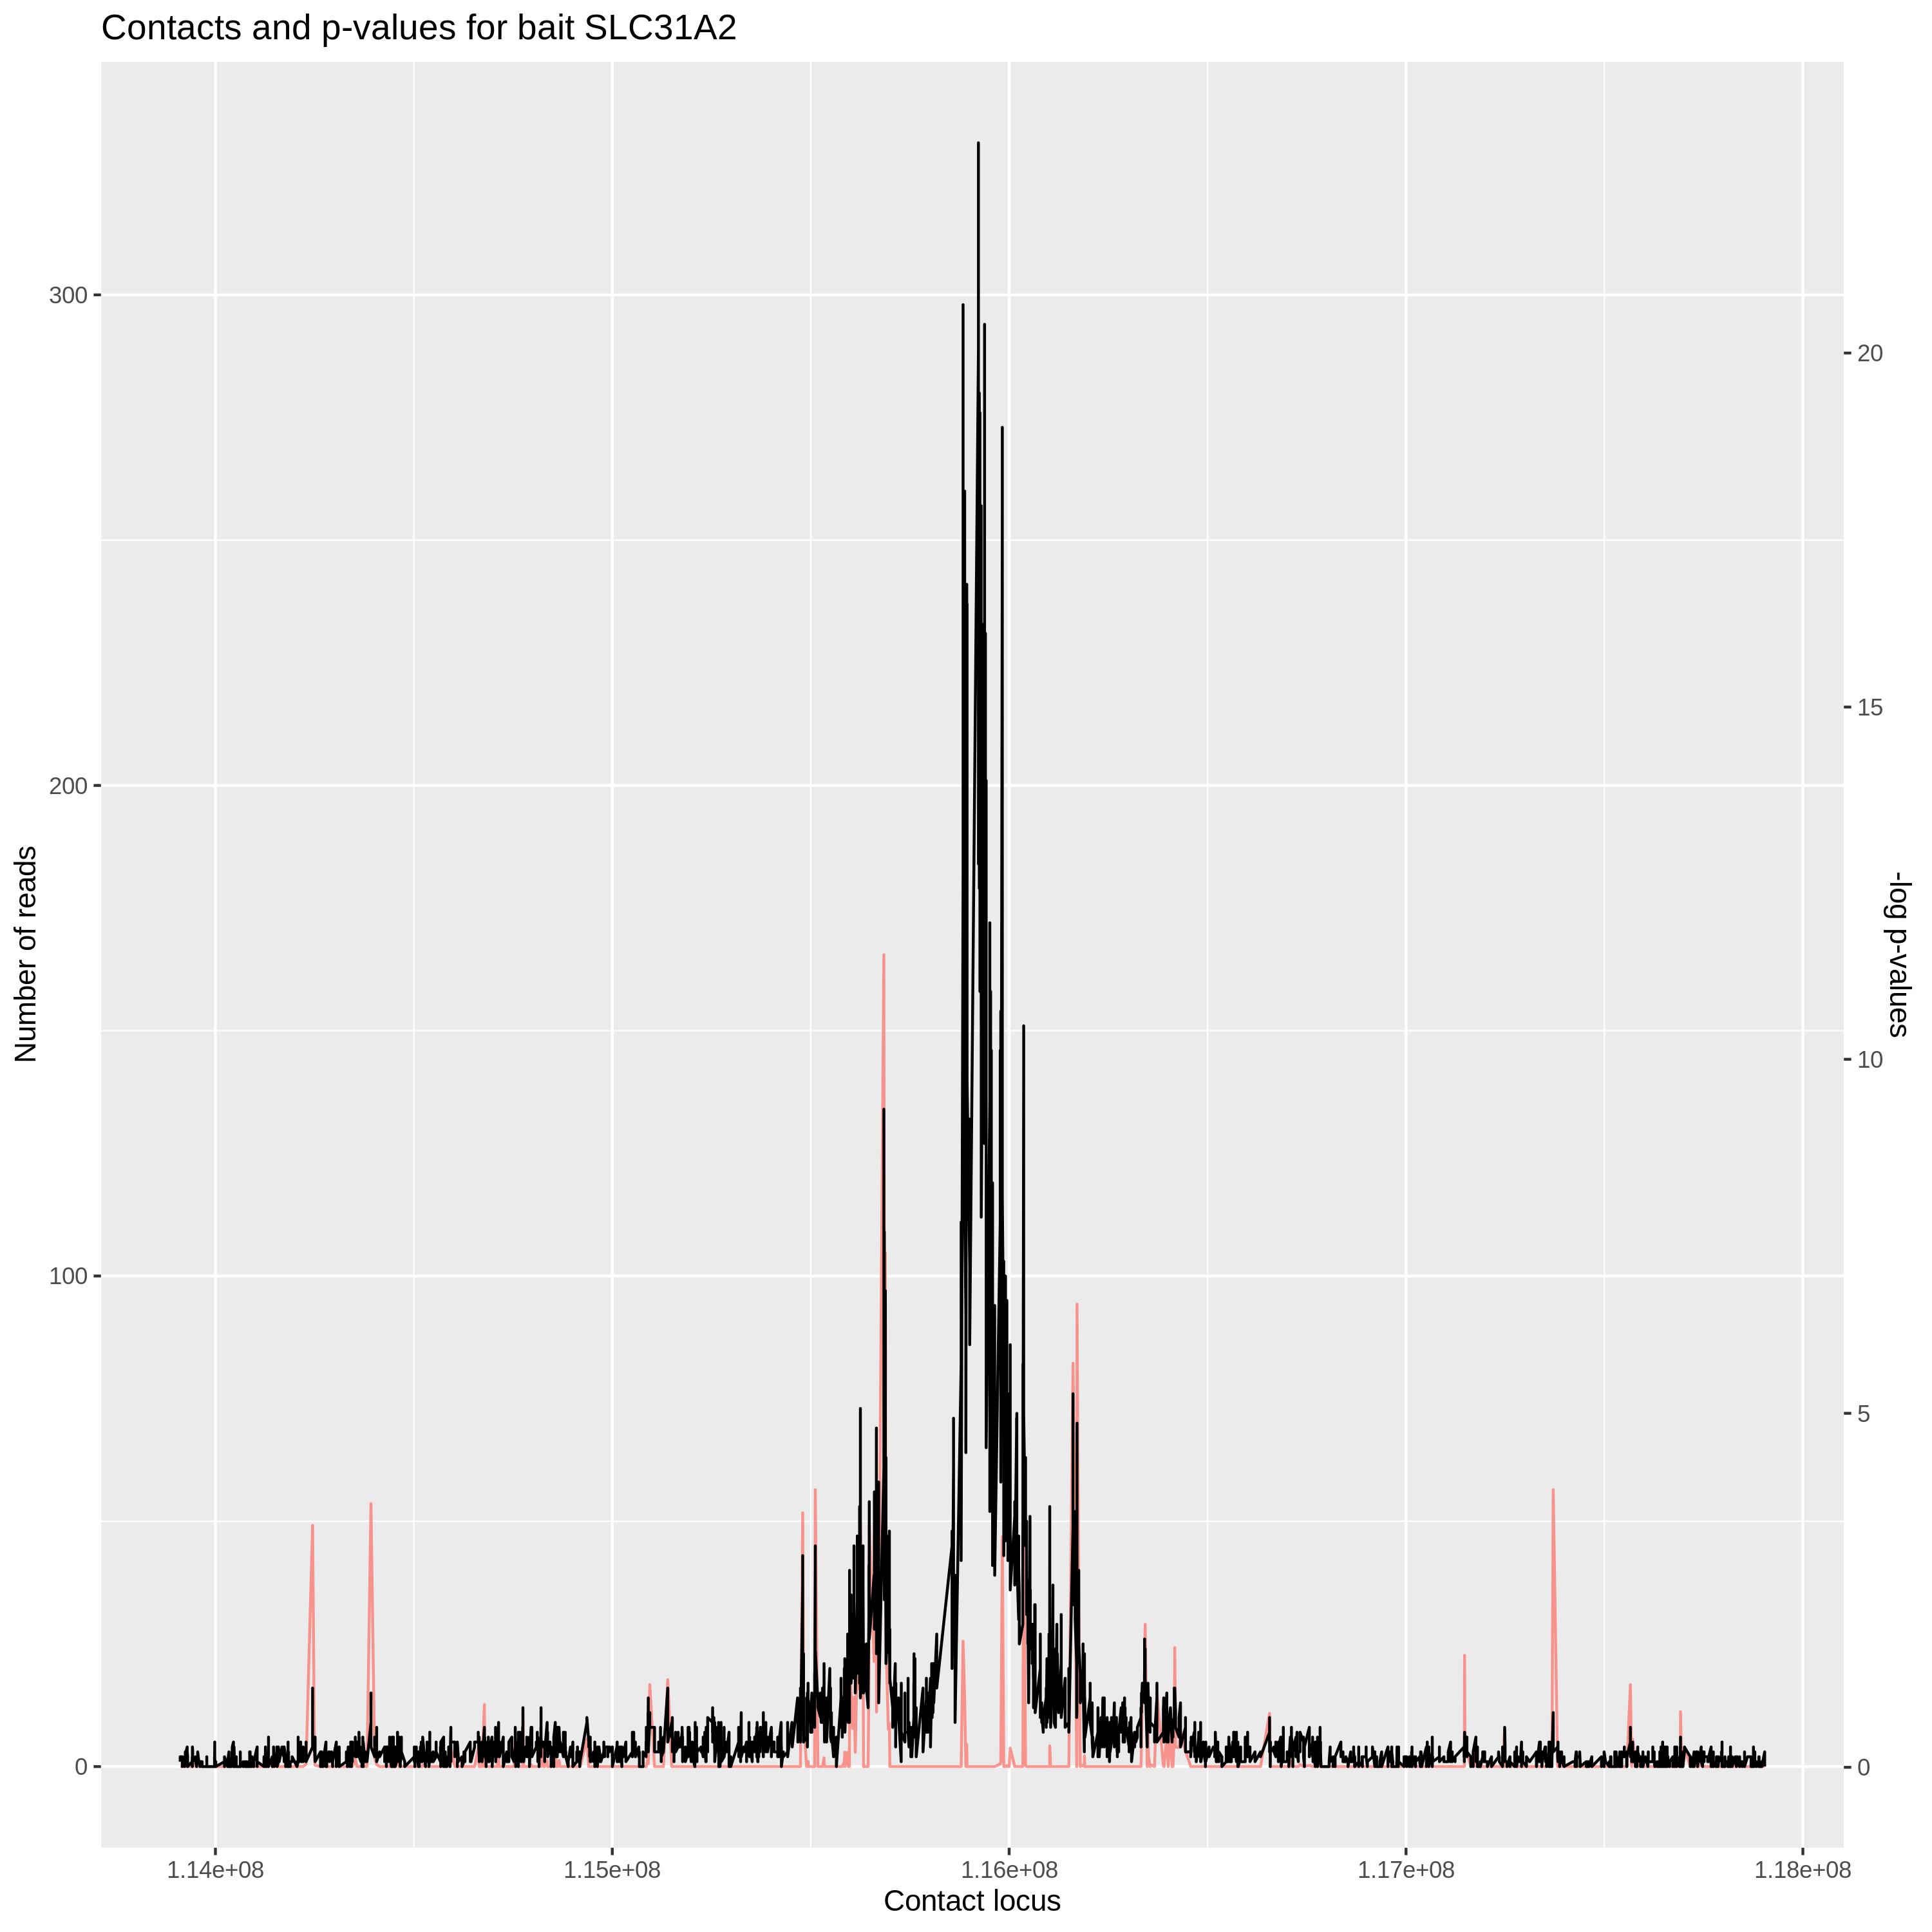 Contacts and p-values for bait SLC31A2
Number of reads
300
200
100
0
20
15
10
5
0
-log p-values
1.14e+08
1.15e+08
1.16e+08
1.17e+08
1.18e+08
Contact locus